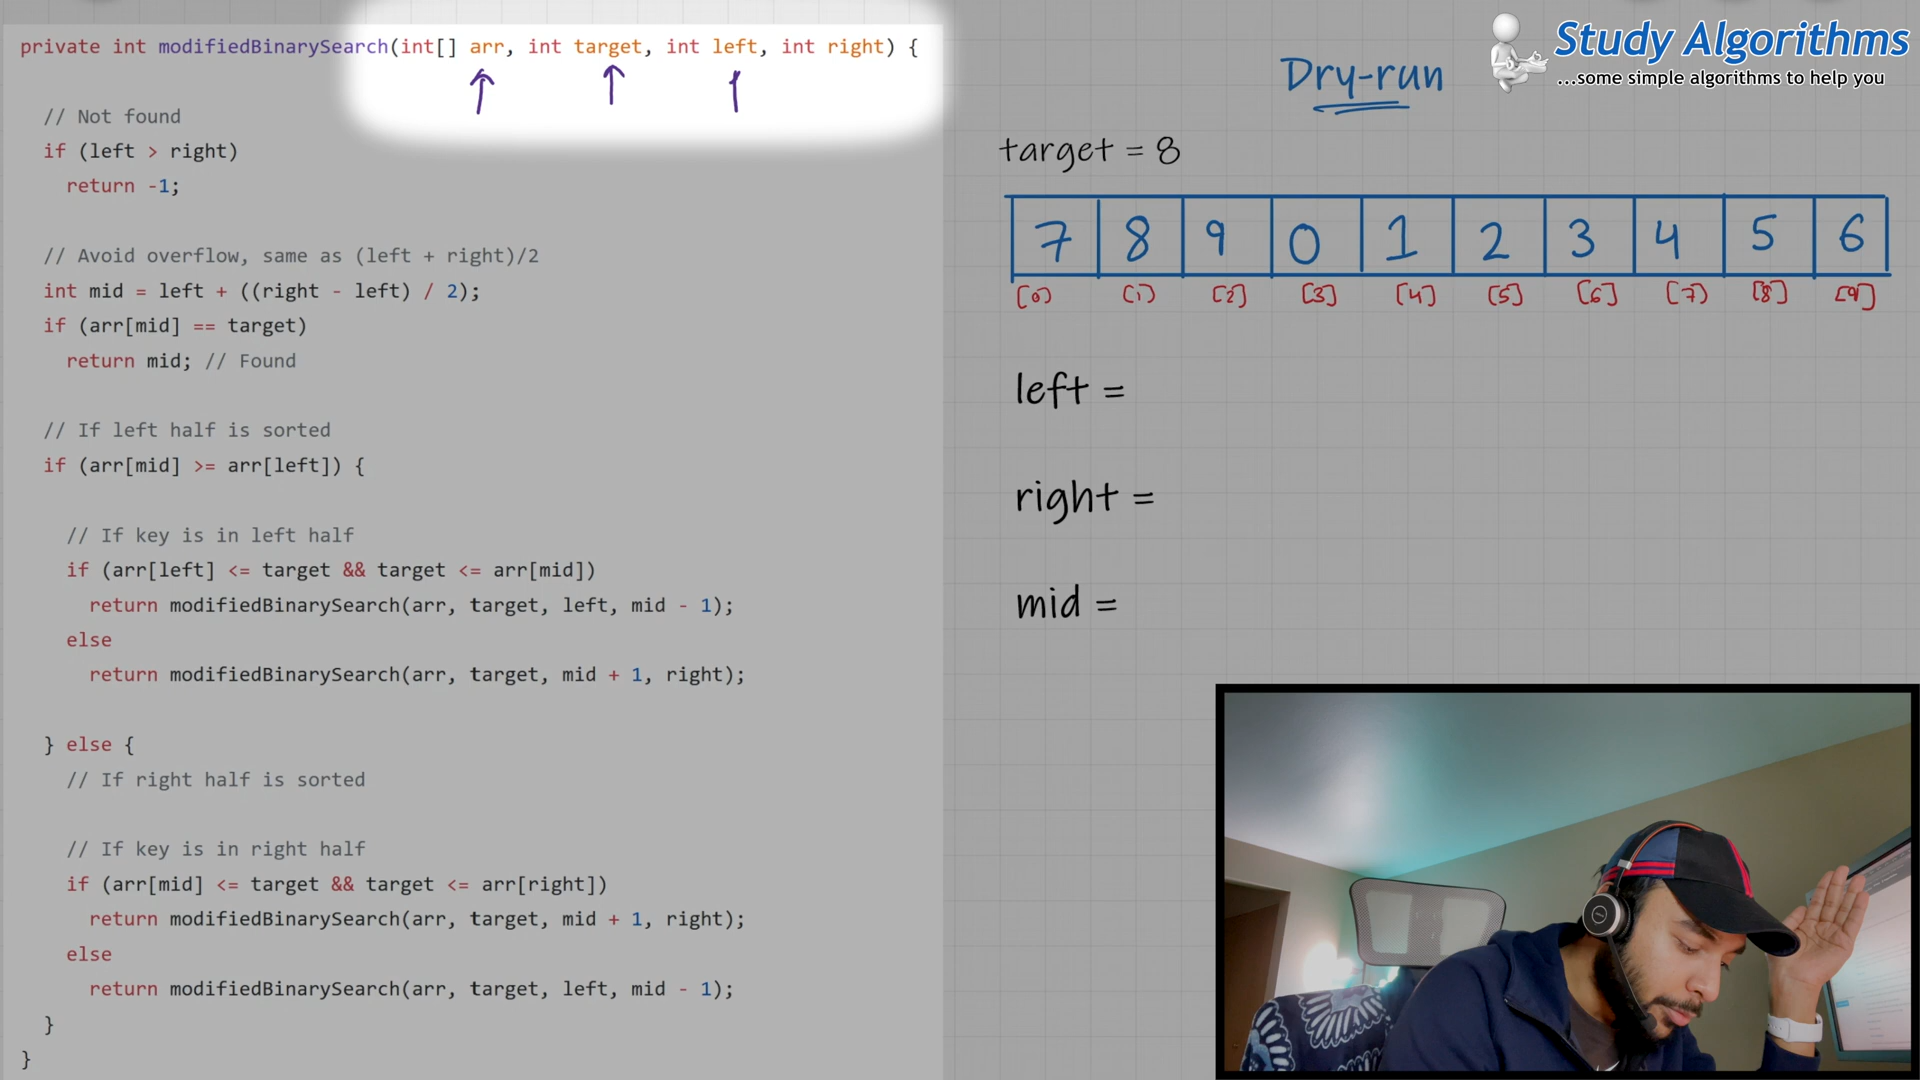 private int modifiedBinarySearch(int[] arr, int target, int left, int right) {
// Not found
if (left > right)
return -1;
// Avoid overflow, same as (left + right)/2
int mid = left + ((right - left) / 2);
if (arr[mid] == target)
return mid; // Found
// If left half is sorted
if (arr[mid] >= arr[left]) {
// If key is in left half
if (arr[left] <= target && target <= arr[mid])
return modifiedBinarySearch(arr, target, left, mid - 1);
else
return modifiedBinarySearch(arr, target, mid + 1, right);
} else {
// If right half is sorted
// If key is in right half
if (arr[mid] <= target && target <= arr[right])
return modifiedBinarySearch(arr, target, mid + 1, right);
else
return modifiedBinarySearch(arr, target, left, mid - 1);
}
}
Study Algorithms
...some simple algorithms to help you
Dry-run
target = 8
7 8 9 0 1 2 3 4 5 6
[0] [1] [2] [3] [4] [5] [6] [7] [8] [9]
left =
right =
mid =